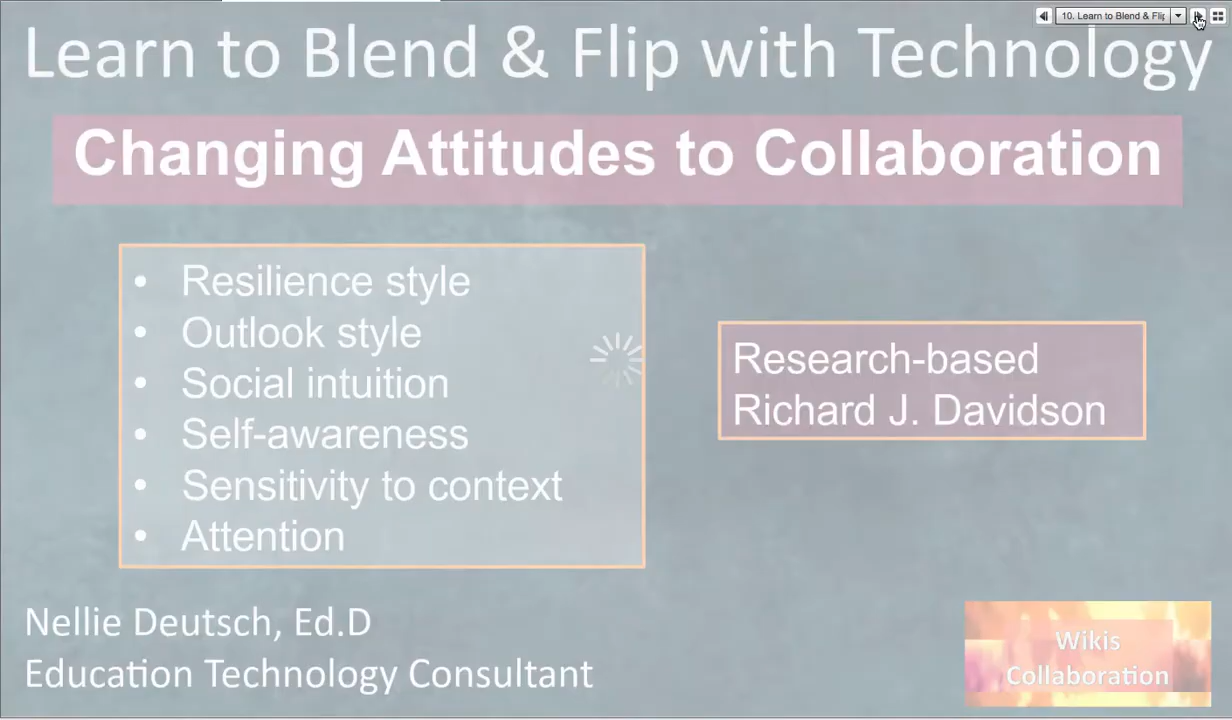 10. Learn to Blend & Flip
Learn to Blend & Flip with Technology
Changing Attitudes to Collaboration
• Resilience style
• Outlook style
• Social intuition
• Self-awareness
• Sensitivity to context
• Attention
Research-based
Richard J. Davidson
Nellie Deutsch, Ed.D
Education Technology Consultant
Wikis
Collaboration